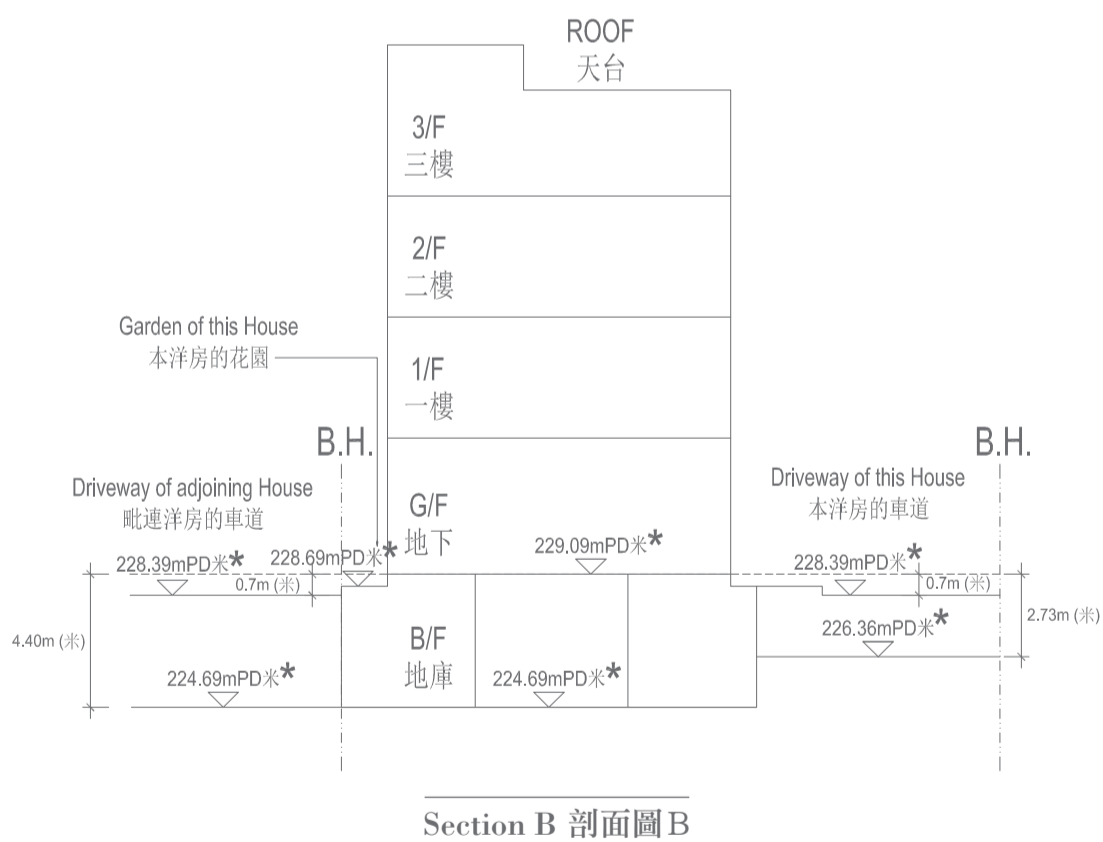 ROOF
天台
3/F
三樓
2/F
二樓
Garden of this House
本洋房的花園
1/F
一樓
B.H.
B.H.
Driveway of adjoining House
毗連洋房的車道
G/F
地下
Driveway of this House
本洋房的車道
228.39mPD米*
228.69mPD米*
229.09mPD米*
228.39mPD米*
0.7m (米)
0.7m (米)
4.40m (米)
2.73m (米)
226.36mPD米*
B/F
地庫
224.69mPD米*
224.69mPD米*
Section B 剖面圖B